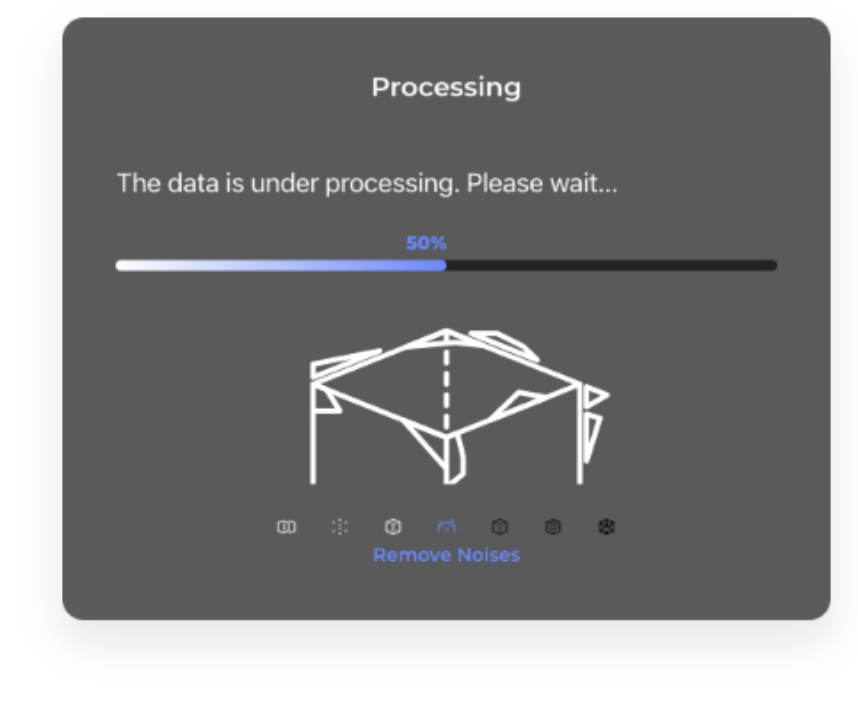 Processing
The data is under processing. Please wait...
50%
Remove Noises